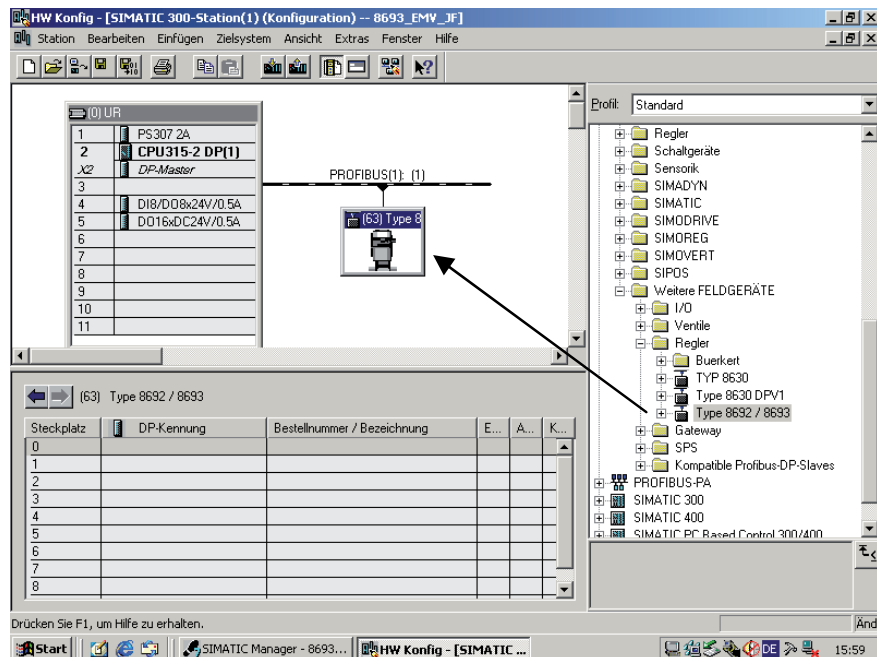 HW Konfig - [SIMATIC 300-Station(1) (Konfiguration) -- 8693_EMV_JF]
Station Bearbeiten Einfügen Zielsystem Ansicht Extras Fenster Hilfe
(0) UR
1 PS307 2A
2 CPU315-2 DP(1)
X2 DP-Master
3
4 DI8/DO8x24V/0.5A
5 DO16xDC24V/0.5A
6
7
8
9
10
11
PROFIBUS(1): (1)
(63) Type 8
Profil: Standard
Regler
Schaltgeräte
Sensorik
SIMADYN
SIMATIC
SIMODRIVE
SIMOREG
SIMOVERT
SIPOS
Weitere FELDGERÄTE
I/O
Ventile
Regler
Buerkert
TYP 8630
Type 8630 DPV1
Type 8692 / 8693
Gateway
SPS
Kompatible Profibus-DP-Slaves
PROFIBUS-PA
SIMATIC 300
SIMATIC 400
SIMATIC PC Based Control 300/400
(63) Type 8692 / 8693
Steckplatz DP-Kennung Bestellnummer / Bezeichnung E... A... K...
0
1
2
3
4
5
6
7
8
Drücken Sie F1, um Hilfe zu erhalten.
Änd
Start SIMATIC Manager - 8693... HW Konfig - [SIMATIC ... DE 15:59